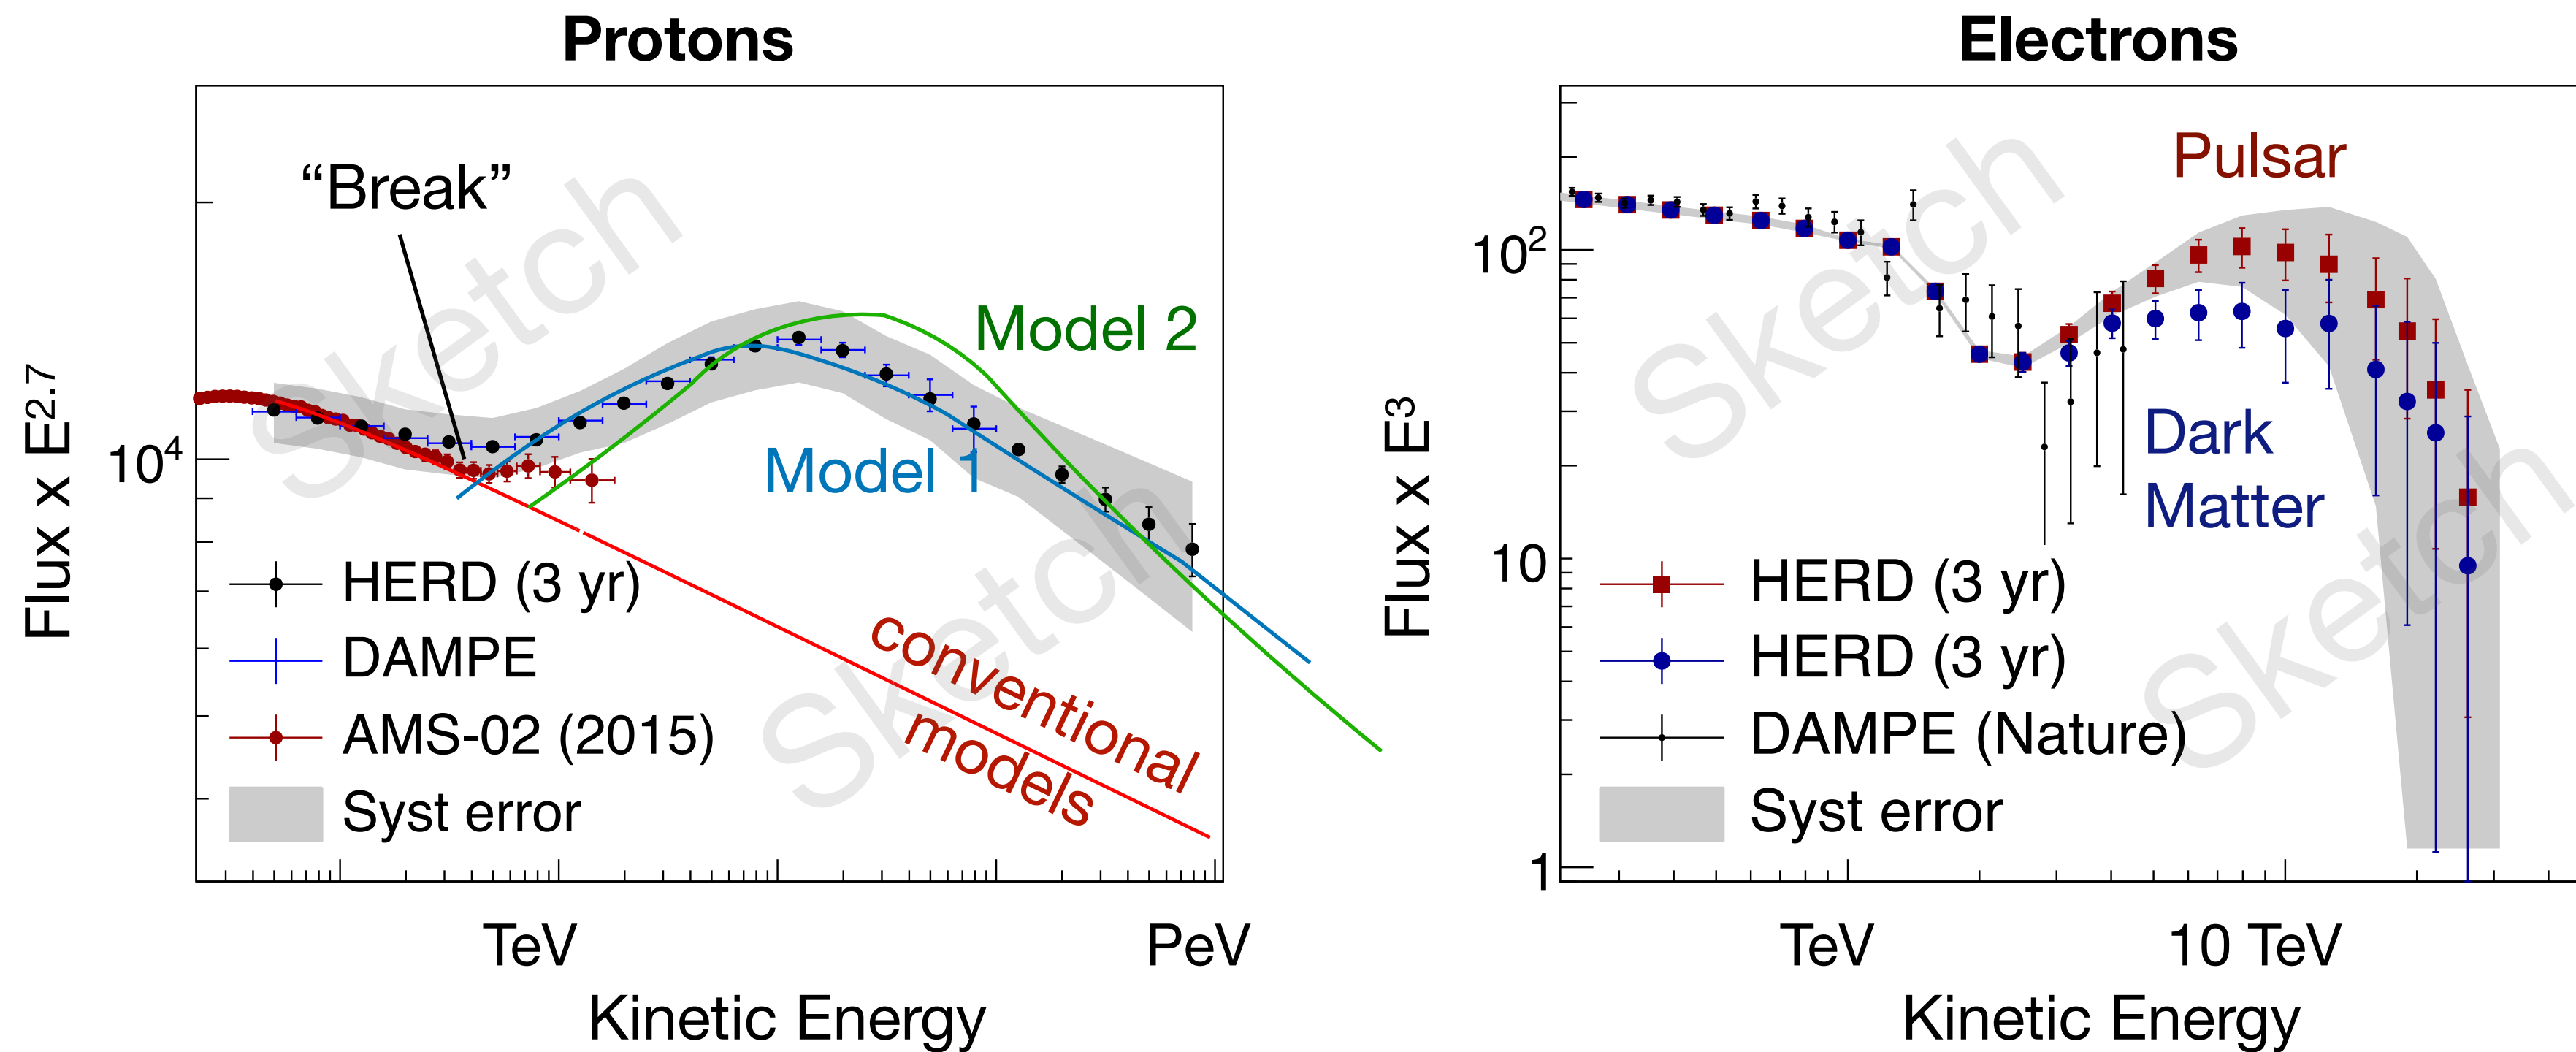 Protons
“Break”
Model 2
Model 1
conventional
models
Flux x E2.7
10⁴
HERD (3 yr)
DAMPE
AMS-02 (2015)
Syst error
TeV
PeV
Kinetic Energy
Sketch
Sketch
Electrons
Pulsar
Dark
Matter
Flux x E3
10²
10
1
HERD (3 yr)
HERD (3 yr)
DAMPE (Nature)
Syst error
TeV
10 TeV
Kinetic Energy
Sketch
Sketch